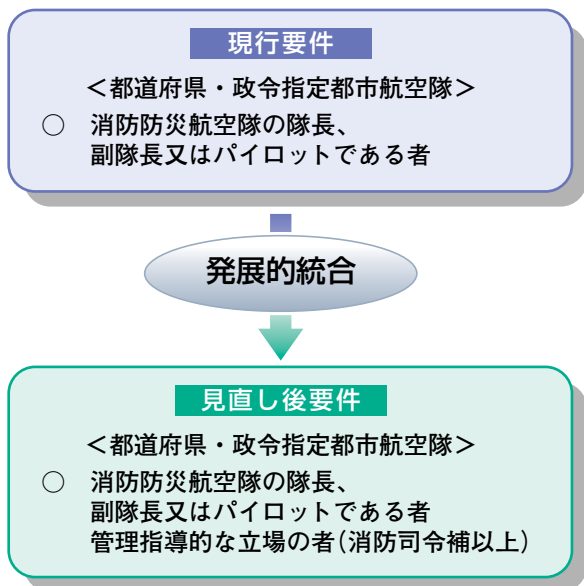 現行要件
＜都道府県・政令指定都市航空隊＞
○　消防防災航空隊の隊長、
副隊長又はパイロットである者
発展的統合
見直し後要件
＜都道府県・政令指定都市航空隊＞
○　消防防災航空隊の隊長、
副隊長又はパイロットである者
管理指導的な立場の者（消防司令補以上）